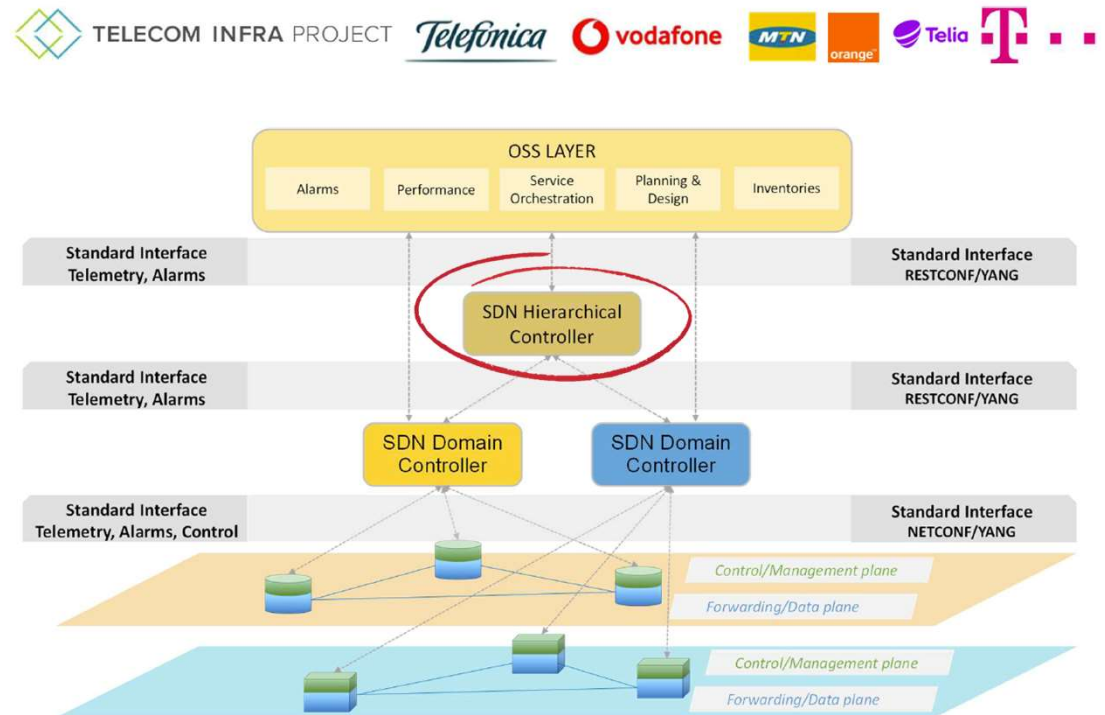 TELECOM INFRA PROJECT
Telefónica
vodafone
MTN
orange™
Telia
T
OSS LAYER
Alarms
Performance
Service
Orchestration
Planning &
Design
Inventories
Standard Interface
Telemetry, Alarms
Standard Interface
RESTCONF/YANG
SDN Hierarchical
Controller
Standard Interface
Telemetry, Alarms
Standard Interface
RESTCONF/YANG
SDN Domain
Controller
SDN Domain
Controller
Standard Interface
Telemetry, Alarms, Control
Standard Interface
NETCONF/YANG
Control/Management plane
Forwarding/Data plane
Control/Management plane
Forwarding/Data plane